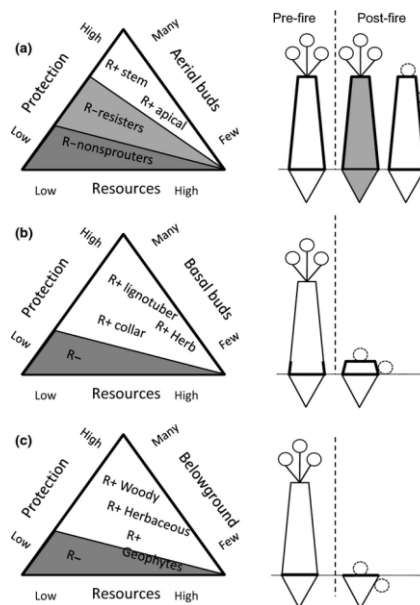 Pre-fire
Post-fire
(a)
High
Many
Protection
Aerial buds
R+ stem
R+ apical
R−resisters
R−nonsprouters
Low
Few
Low
Resources
High
(b)
High
Many
Protection
Basal buds
R+ lignotuber
R+ collar
R+ Herb
R−
Low
Few
Low
Resources
High
(c)
High
Many
Protection
Belowground
R+ Woody
R+ Herbaceous
R+
Geophytes
R−
Low
Few
Low
Resources
High